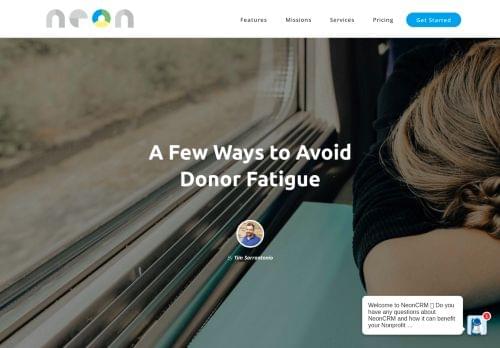 neon
Features
Missions
Services
Pricing
Get Started
A Few Ways to Avoid
Donor Fatigue
By Tim Sarrantonio
Welcome to NeonCRM ▯ Do you
have any questions about
NeonCRM and how it can benefit
your Nonprofit ...
1